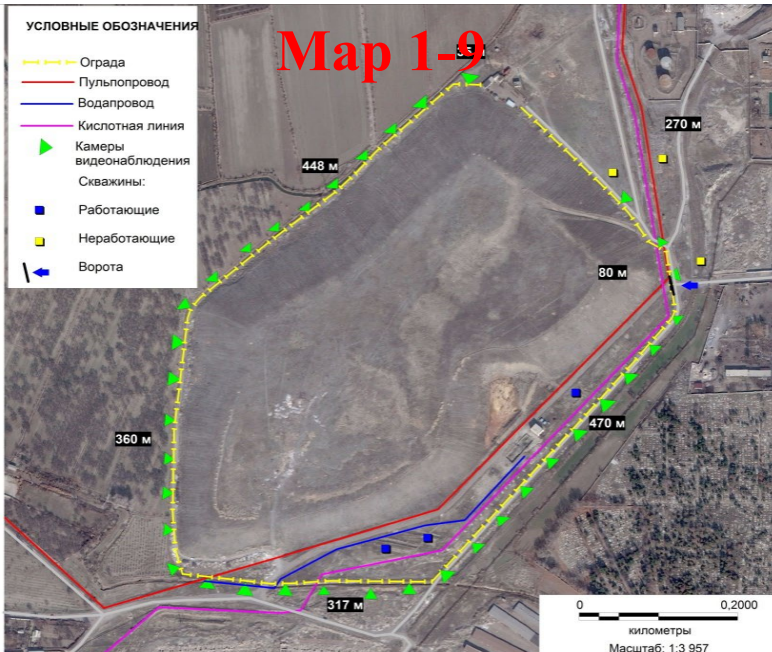 УСЛОВНЫЕ ОБОЗНАЧЕНИЯ
Map 1-9
Ограда
Пульпопровод
Водапровод
Кислотная линия
Камеры
видеонаблюдения
Скважины:
Работающие
Неработающие
Ворота
270 м
448 м
80 м
360 м
470 м
317 м
0 0,2000
километры
Масштаб: 1:3 957